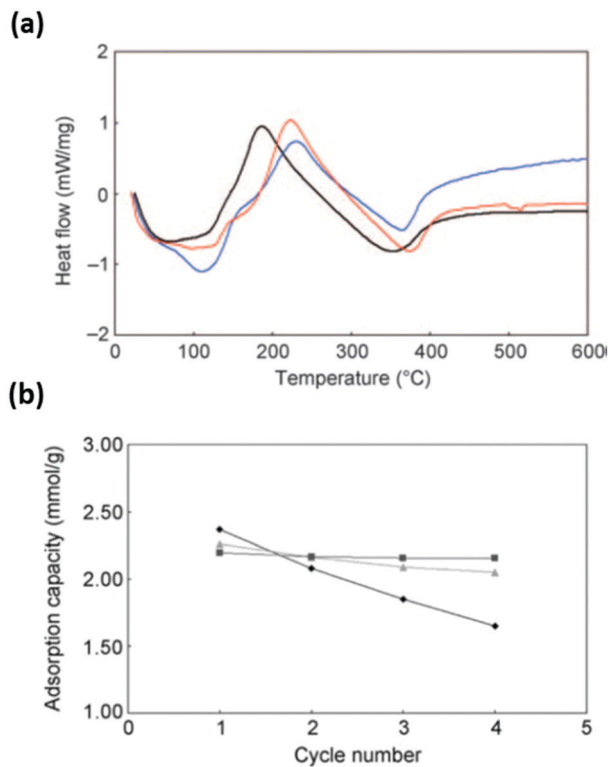 (a)
2
1
0
−1
−2
Heat flow (mW/mg)
0 100 200 300 400 500 600
Temperature (°C)
(b)
3.00
2.50
2.00
1.50
1.00
Adsorption capacity (mmol/g)
0 1 2 3 4 5
Cycle number